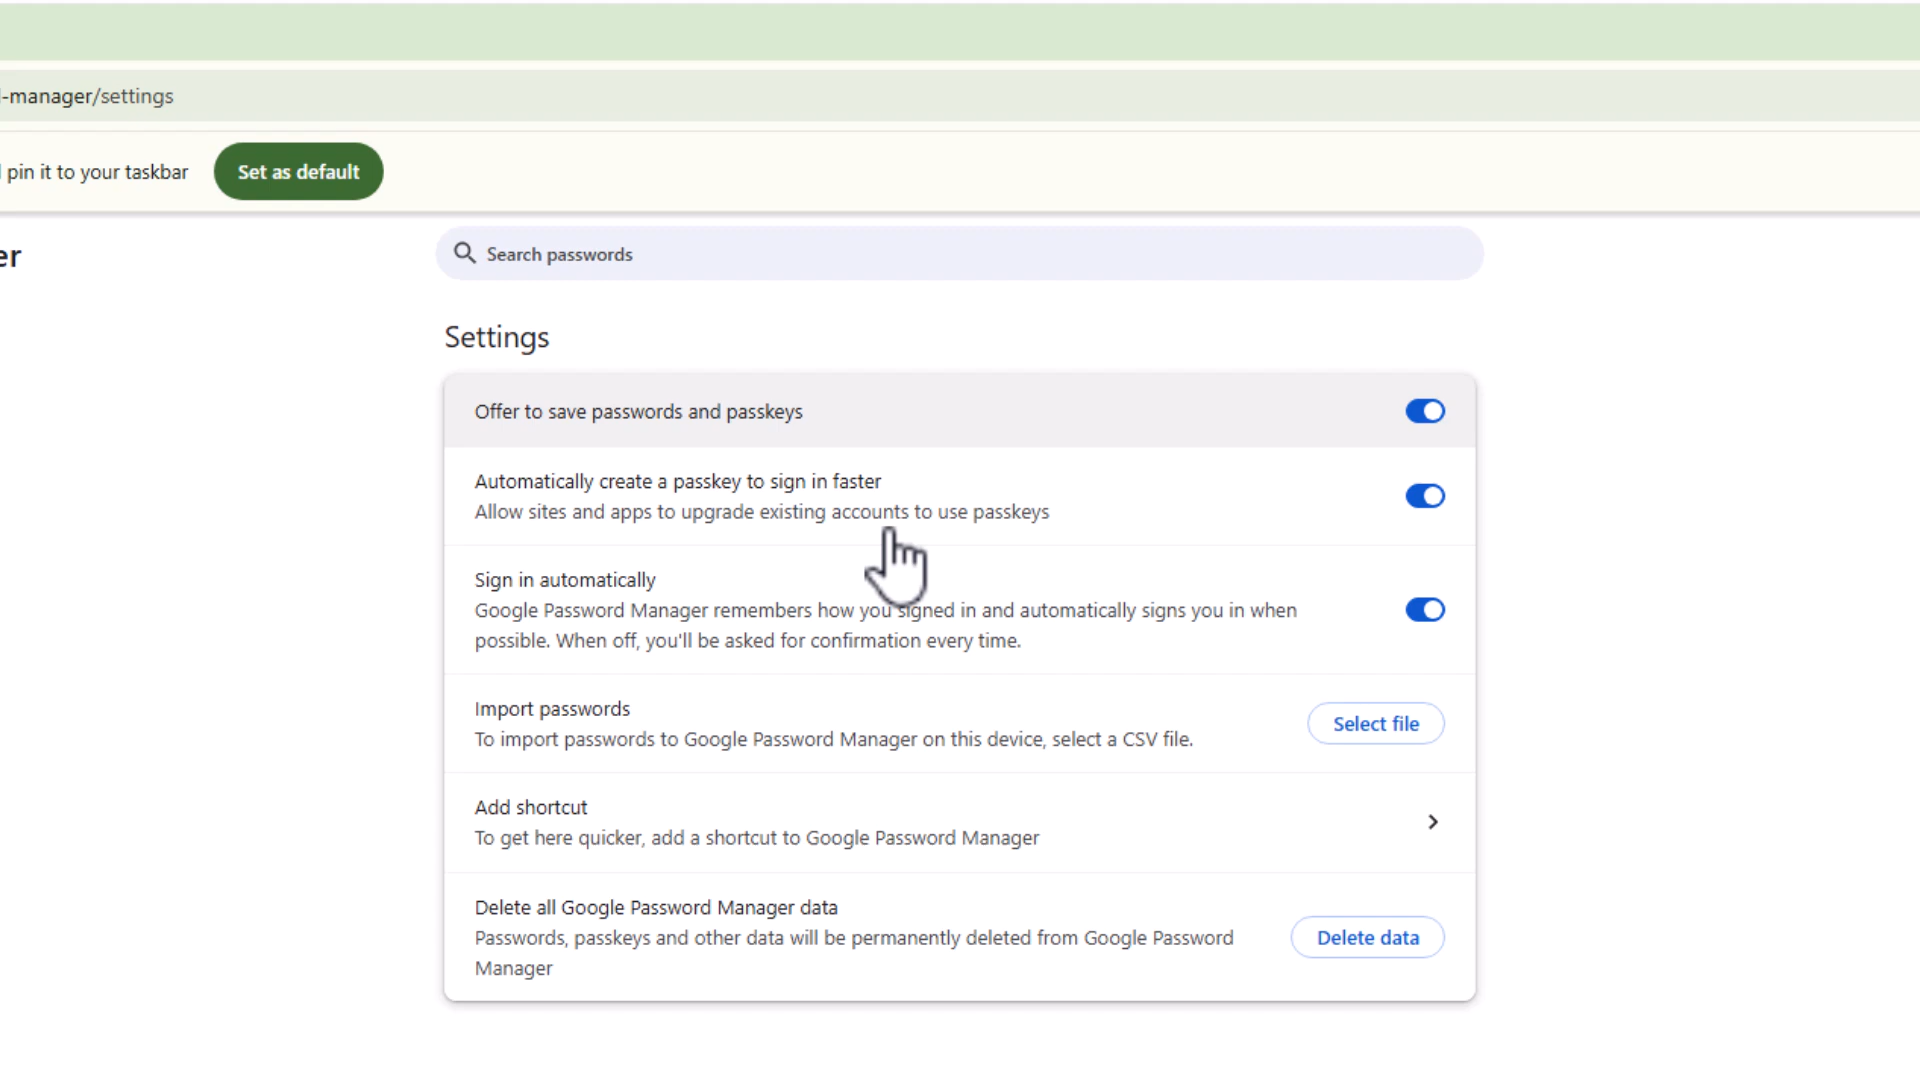 -manager/settings
pin it to your taskbar
Set as default
er
Search passwords
Settings
Offer to save passwords and passkeys
Automatically create a passkey to sign in faster
Allow sites and apps to upgrade existing accounts to use passkeys
Sign in automatically
Google Password Manager remembers how you signed in and automatically signs you in when
possible. When off, you'll be asked for confirmation every time.
Import passwords
To import passwords to Google Password Manager on this device, select a CSV file.
Select file
Add shortcut
To get here quicker, add a shortcut to Google Password Manager
Delete all Google Password Manager data
Passwords, passkeys and other data will be permanently deleted from Google Password
Manager
Delete data